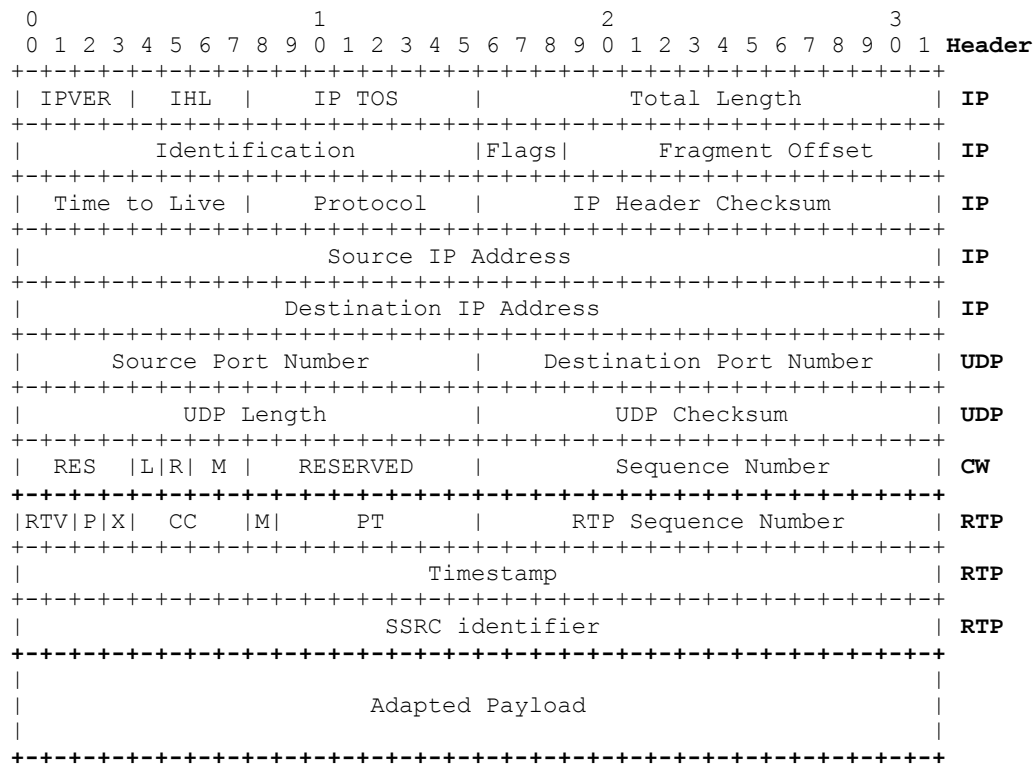 0 1 2 3
0 1 2 3 4 5 6 7 8 9 0 1 2 3 4 5 6 7 8 9 0 1 2 3 4 5 6 7 8 9 0 1 Header
+-+-+-+-+-+-+-+-+-+-+-+-+-+-+-+-+-+-+-+-+-+-+-+-+-+-+-+-+-+-+-+-+
| IPVER | IHL | IP TOS | Total Length | IP
+-+-+-+-+-+-+-+-+-+-+-+-+-+-+-+-+-+-+-+-+-+-+-+-+-+-+-+-+-+-+-+-+
| Identification |Flags| Fragment Offset | IP
+-+-+-+-+-+-+-+-+-+-+-+-+-+-+-+-+-+-+-+-+-+-+-+-+-+-+-+-+-+-+-+-+
| Time to Live | Protocol | IP Header Checksum | IP
+-+-+-+-+-+-+-+-+-+-+-+-+-+-+-+-+-+-+-+-+-+-+-+-+-+-+-+-+-+-+-+-+
| Source IP Address | IP
+-+-+-+-+-+-+-+-+-+-+-+-+-+-+-+-+-+-+-+-+-+-+-+-+-+-+-+-+-+-+-+-+
| Destination IP Address | IP
+-+-+-+-+-+-+-+-+-+-+-+-+-+-+-+-+-+-+-+-+-+-+-+-+-+-+-+-+-+-+-+-+
| Source Port Number | Destination Port Number | UDP
+-+-+-+-+-+-+-+-+-+-+-+-+-+-+-+-+-+-+-+-+-+-+-+-+-+-+-+-+-+-+-+-+
| UDP Length | UDP Checksum | UDP
+-+-+-+-+-+-+-+-+-+-+-+-+-+-+-+-+-+-+-+-+-+-+-+-+-+-+-+-+-+-+-+-+
| RES |L|R| M | RESERVED | Sequence Number | CW
+-+-+-+-+-+-+-+-+-+-+-+-+-+-+-+-+-+-+-+-+-+-+-+-+-+-+-+-+-+-+-+-+
|RTV|P|X| CC |M| PT | RTP Sequence Number | RTP
+-+-+-+-+-+-+-+-+-+-+-+-+-+-+-+-+-+-+-+-+-+-+-+-+-+-+-+-+-+-+-+-+
| Timestamp | RTP
+-+-+-+-+-+-+-+-+-+-+-+-+-+-+-+-+-+-+-+-+-+-+-+-+-+-+-+-+-+-+-+-+
| SSRC identifier | RTP
+-+-+-+-+-+-+-+-+-+-+-+-+-+-+-+-+-+-+-+-+-+-+-+-+-+-+-+-+-+-+-+-+
| |
| Adapted Payload |
| |
+-+-+-+-+-+-+-+-+-+-+-+-+-+-+-+-+-+-+-+-+-+-+-+-+-+-+-+-+-+-+-+-+